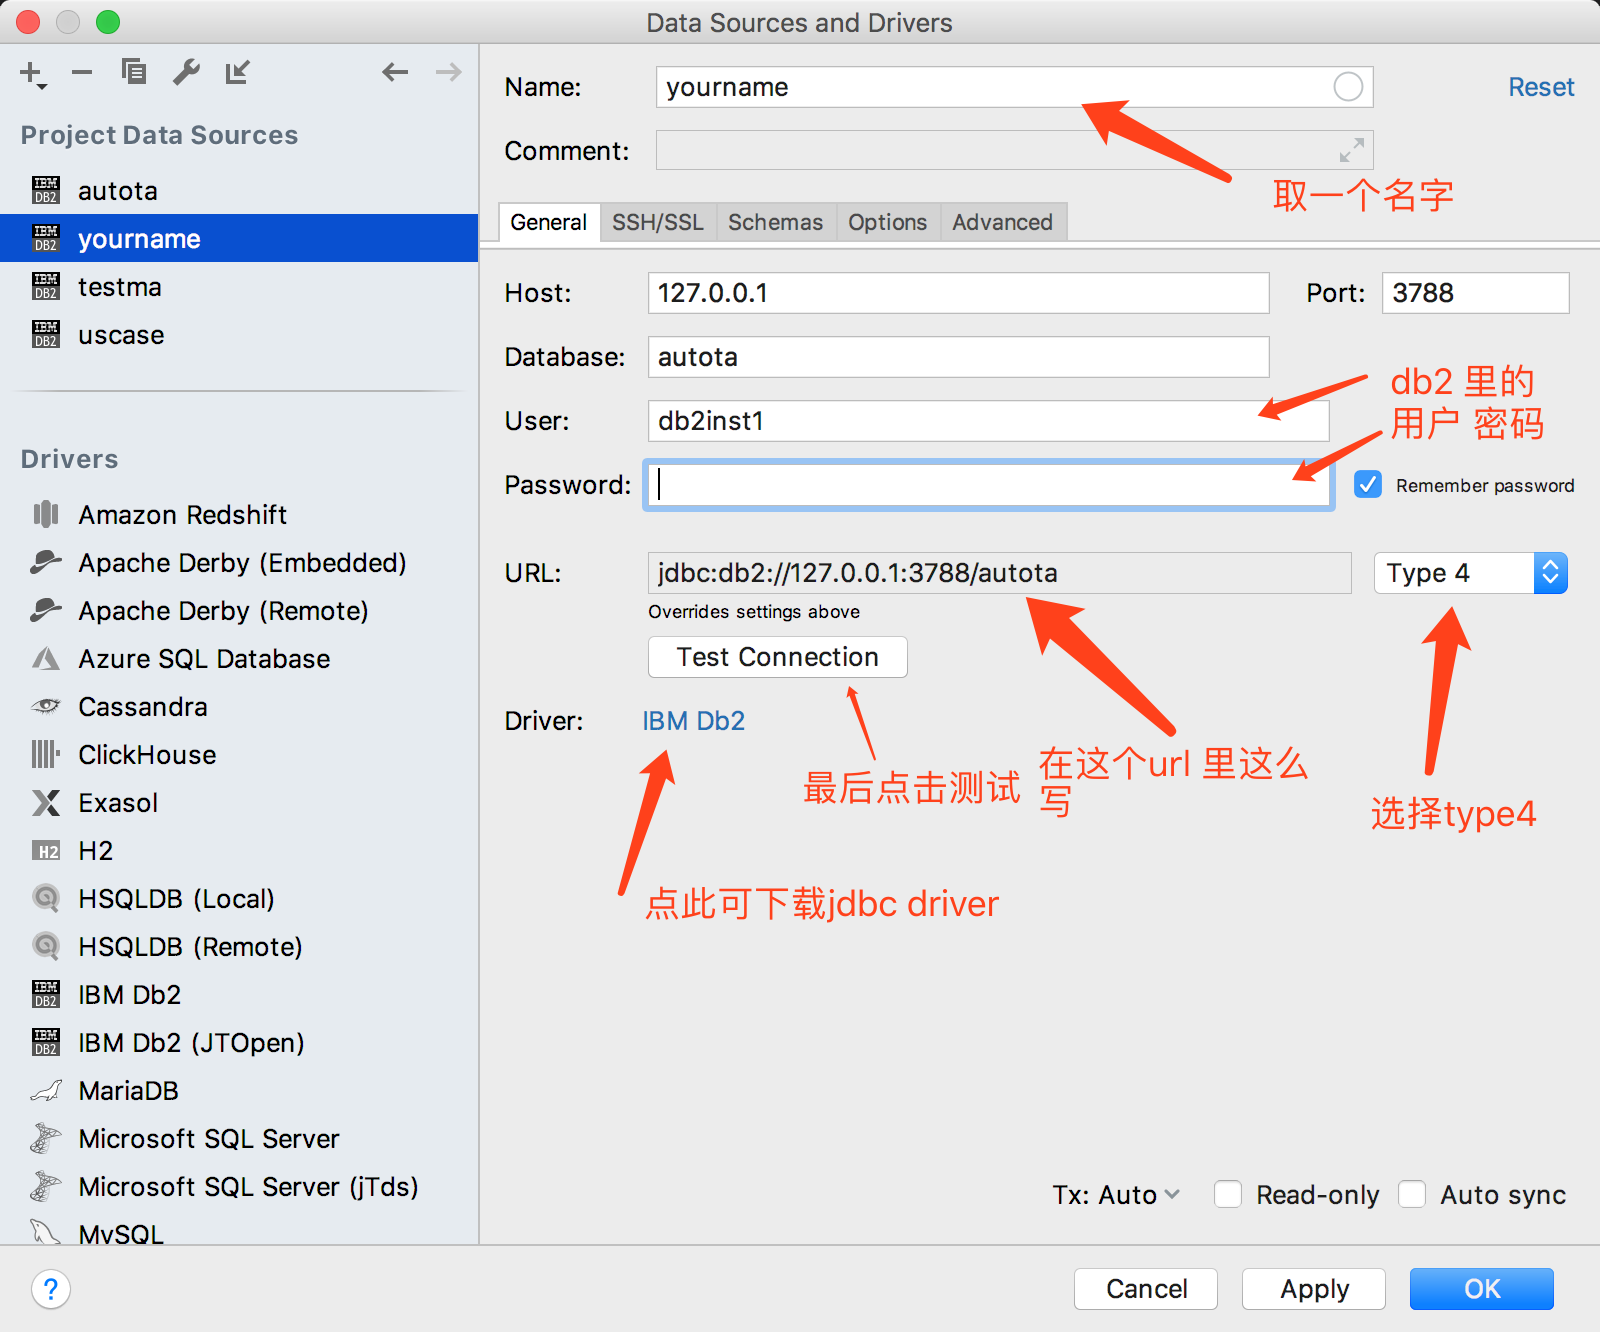 Data Sources and Drivers
Project Data Sources
IBM DB2 autota
IBM DB2 yourname
IBM DB2 testma
IBM DB2 uscase
Drivers
Amazon Redshift
Apache Derby (Embedded)
Apache Derby (Remote)
Azure SQL Database
Cassandra
ClickHouse
Exasol
H2 H2
HSQLDB (Local)
HSQLDB (Remote)
IBM DB2 IBM Db2
IBM DB2 IBM Db2 (JTOpen)
MariaDB
Microsoft SQL Server
Microsoft SQL Server (jTds)
MySQL
Name: yourname Reset
Comment:
取一个名字
General SSH/SSL Schemas Options Advanced
Host: 127.0.0.1 Port: 3788
Database: autota
db2 里的
用户 密码
User: db2inst1
Password: Remember password
URL: jdbc:db2://127.0.0.1:3788/autota Type 4
Overrides settings above
Test Connection
Driver: IBM Db2
最后点击测试
在这个url 里这么
写
选择type4
点此可下载jdbc driver
Tx: Auto Read-only Auto sync
? Cancel Apply OK